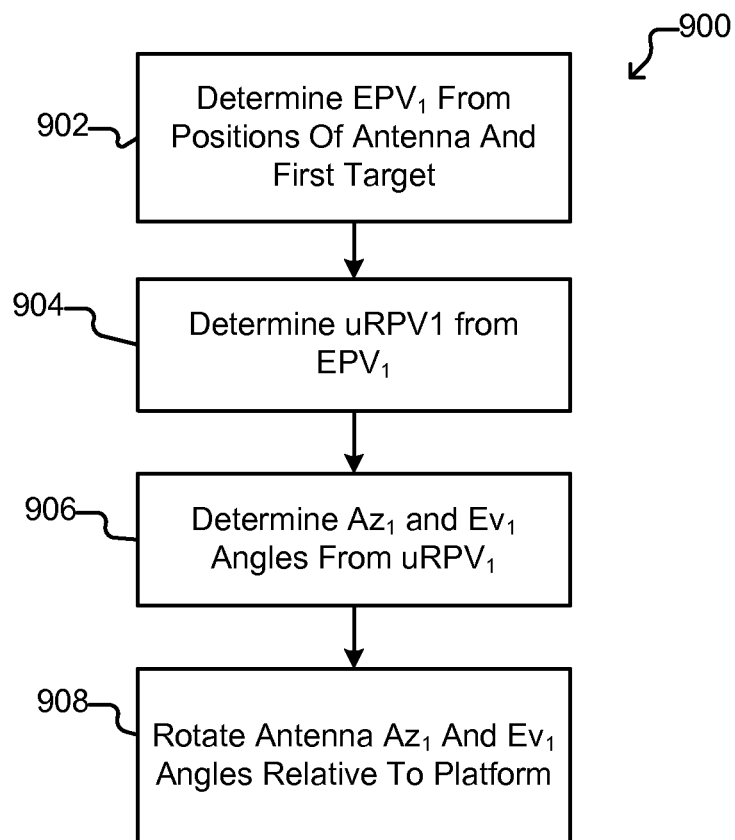 900
902
Determine EPV₁ From
Positions Of Antenna And
First Target
904
Determine uRPV1 from
EPV₁
906
Determine Az₁ and Ev₁
Angles From uRPV₁
908
Rotate Antenna Az₁ And Ev₁
Angles Relative To Platform